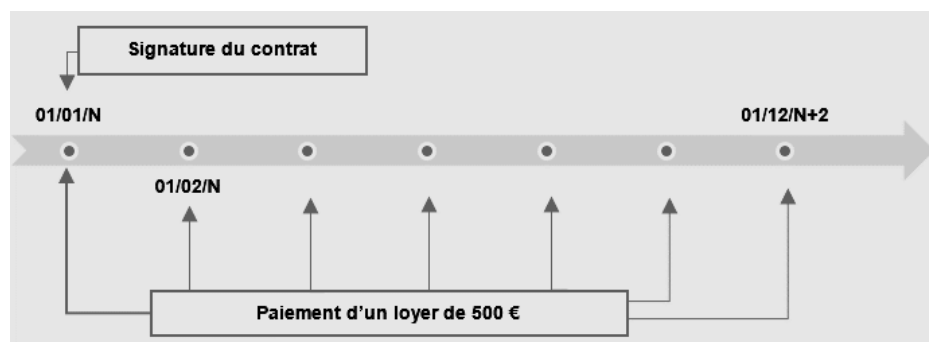 Signature du contrat
01/01/N
01/12/N+2
01/02/N
Paiement d'un loyer de 500 €